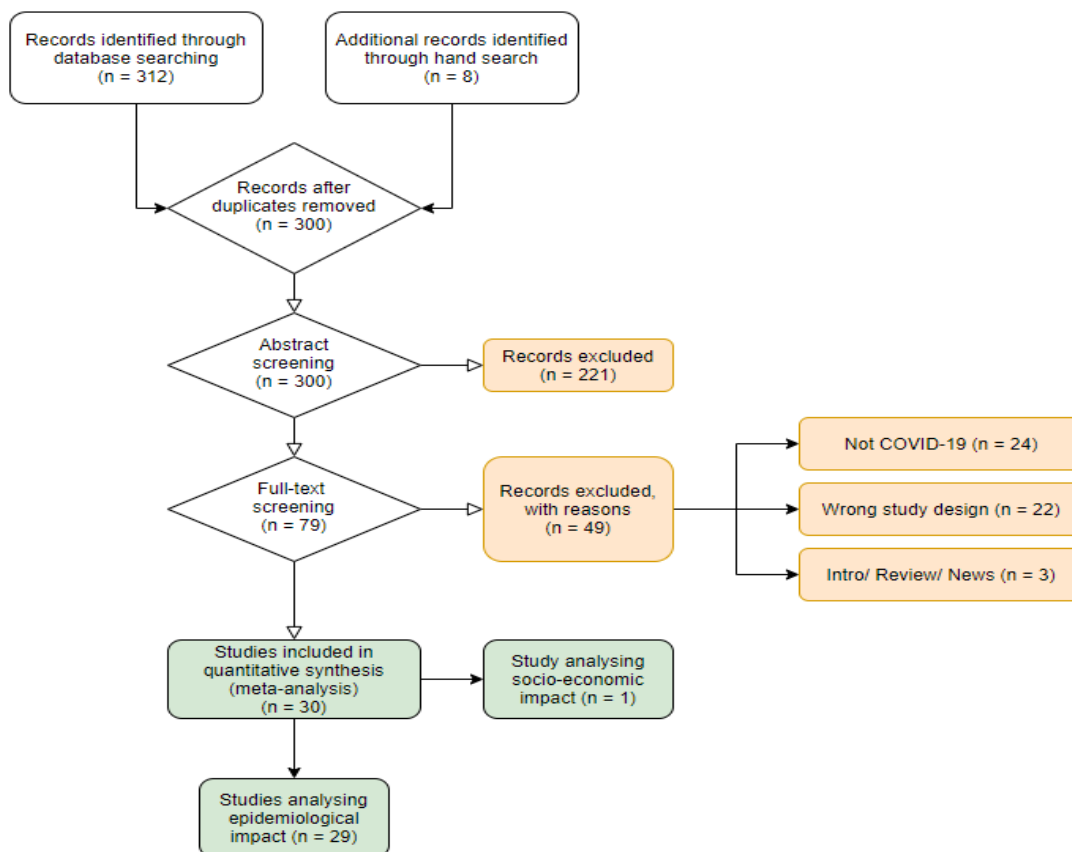 Records identified through
database searching
(n = 312)
Additional records identified
through hand search
(n = 8)
Records after
duplicates removed
(n = 300)
Abstract
screening
(n = 300)
Records excluded
(n = 221)
Full-text
screening
(n = 79)
Records excluded,
with reasons
(n = 49)
Not COVID-19 (n = 24)
Wrong study design (n = 22)
Intro/ Review/ News (n = 3)
Studies included in
quantitative synthesis
(meta-analysis)
(n = 30)
Study analysing
socio-economic
impact (n = 1)
Studies analysing
epidemiological
impact (n = 29)